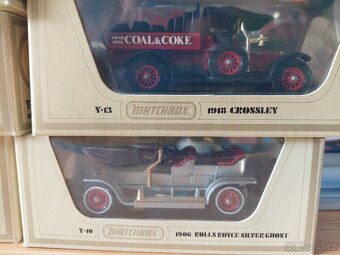 COAL&COKE
Y-13 MATCHBOX 1918 CROSSLEY
Y-10 MATCHBOX 1906 ROLLS ROYCE SILVER GHOST